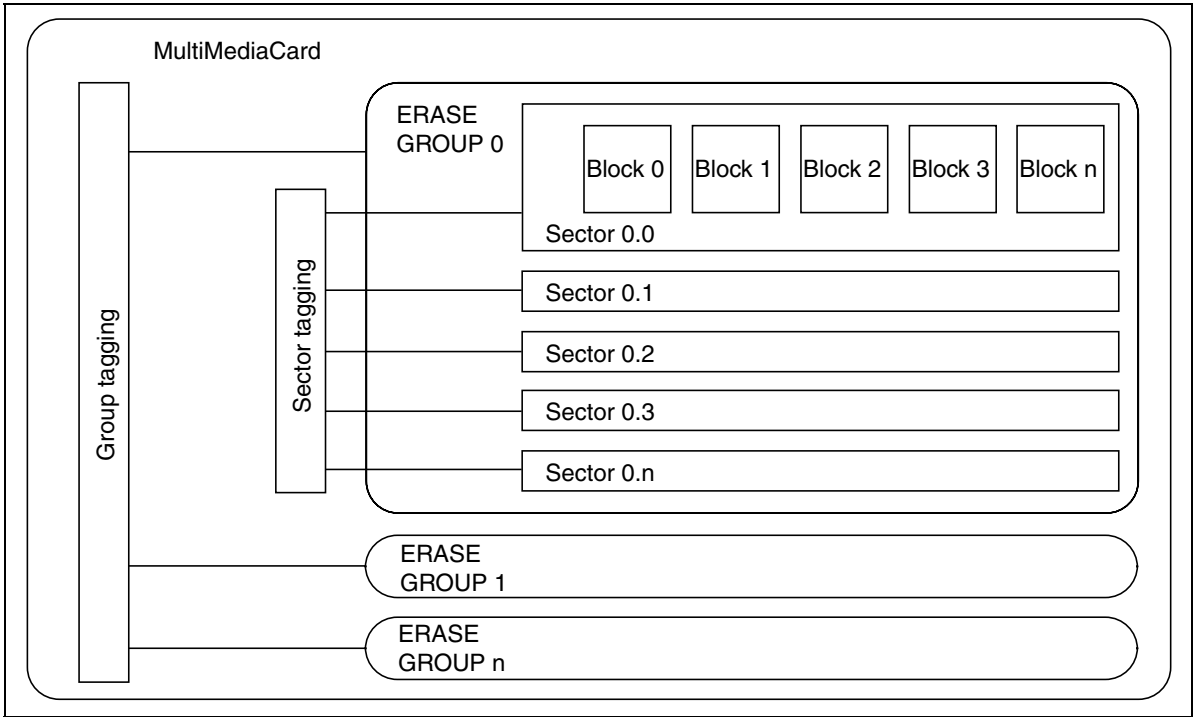 MultiMediaCard
ERASE
GROUP 0
Block 0
Block 1
Block 2
Block 3
Block n
Sector 0.0
Sector 0.1
Sector 0.2
Sector 0.3
Sector 0.n
Sector tagging
Group tagging
ERASE
GROUP 1
ERASE
GROUP n